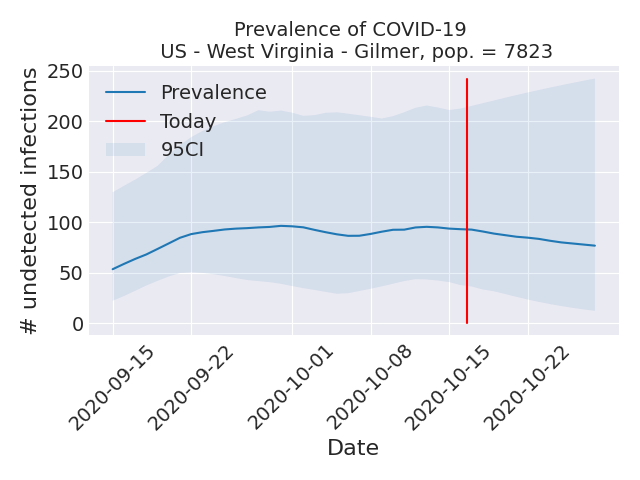 Prevalence of COVID-19
US - West Virginia - Gilmer, pop. = 7823
# undetected infections
250
200
150
100
50
0
Prevalence
Today
95CI
2020-09-15
2020-09-22
2020-10-01
2020-10-08
2020-10-15
2020-10-22
Date